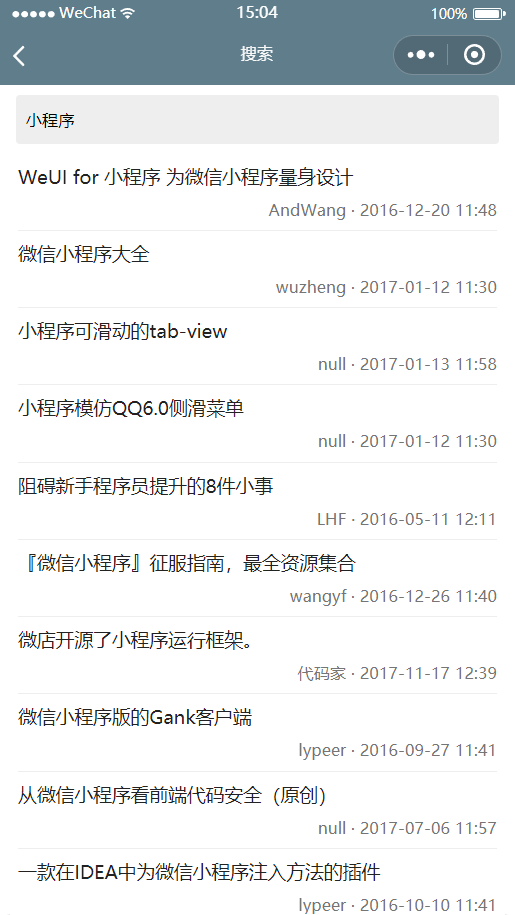 WeChat 15:04 100%
搜索
小程序
WeUI for 小程序 为微信小程序量身设计
AndWang · 2016-12-20 11:48
微信小程序大全
wuzheng · 2017-01-12 11:30
小程序可滑动的tab-view
null · 2017-01-13 11:58
小程序模仿QQ6.0侧滑菜单
null · 2017-01-12 11:30
阻碍新手程序员提升的8件小事
LHF · 2016-05-11 12:11
『微信小程序』征服指南，最全资源集合
wangyf · 2016-12-26 11:40
微店开源了小程序运行框架。
代码家 · 2017-11-17 12:39
微信小程序版的Gank客户端
lypeer · 2016-09-27 11:41
从微信小程序看前端代码安全（原创）
null · 2017-07-06 11:57
一款在IDEA中为微信小程序注入方法的插件
lypeer · 2016-10-10 11:41